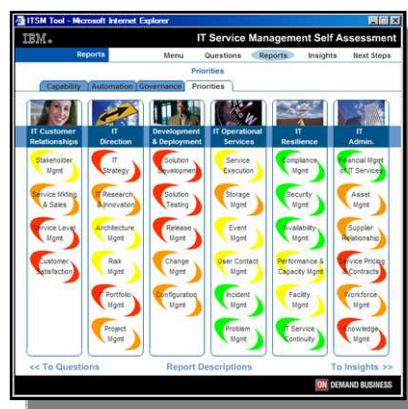 ITSM Tool - Microsoft Internet Explorer
IBM.
IT Service Management Self Assessment
Reports
Menu Questions Reports Insights Next Steps
Priorities
Capability Automation Governance Priorities
IT Customer Relationships
Stakeholder Mgmt
Service Mkting & Sales
Service Level Mgmt
Customer Satisfaction
IT Direction
IT Strategy
IT Research & Innovation
Architecture Mgmt
Risk Mgmt
IT Portfolio Mgmt
Project Mgmt
Development & Deployment
Solution Development
Solution Testing
Release Mgmt
Change Mgmt
Configuration Mgmt
IT Operational Services
Service Execution
Storage Mgmt
Event Mgmt
User Contact Mgmt
Incident Mgmt
Problem Mgmt
IT Resilience
Compliance Mgmt
Security Mgmt
Availability Mgmt
Performance & Capacity Mgmt
Facility Mgmt
IT Service Continuity
IT Admin.
Financial Mgmt of IT Services
Asset Mgmt
Supplier Relationship
Service Pricing & Contracts
Workforce Mgmt
Knowledge Mgmt
<< To Questions Report Descriptions To Insights >>
ON DEMAND BUSINESS